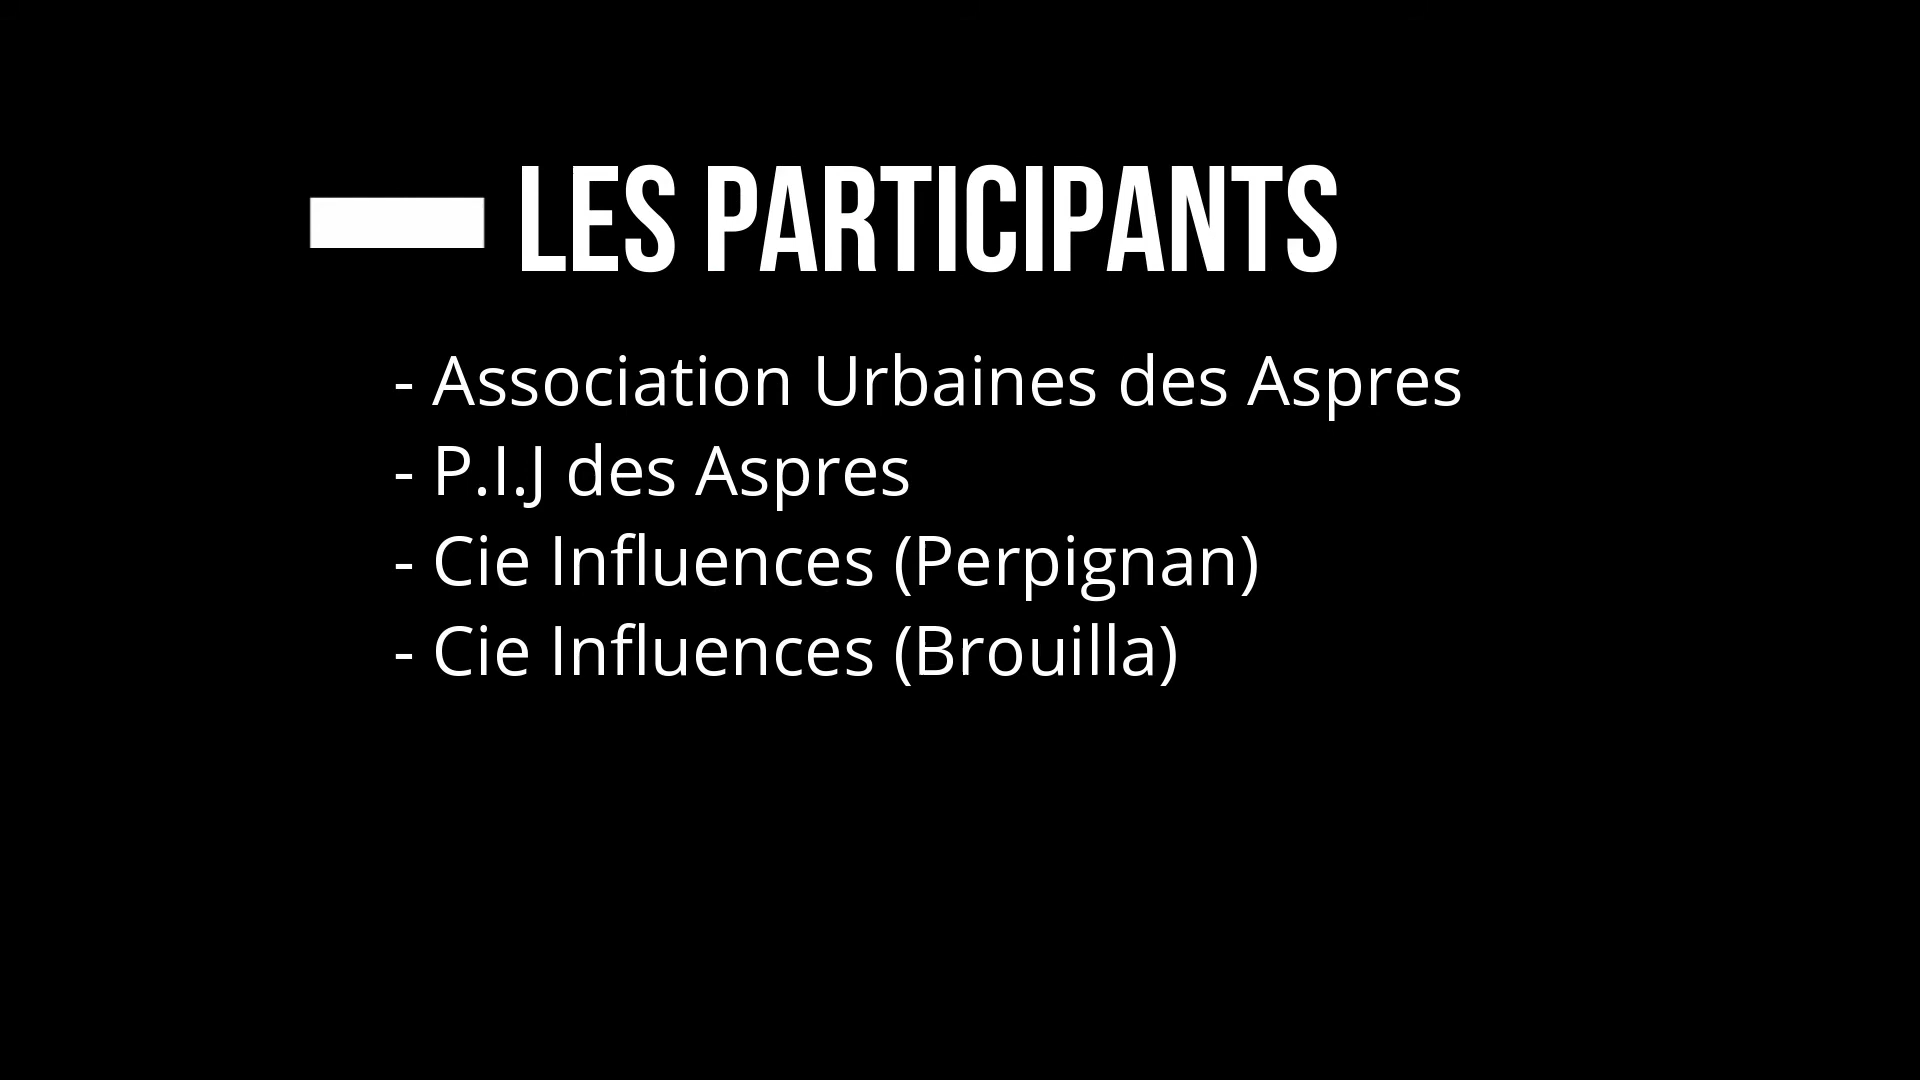 LES PARTICIPANTS
- Association Urbaines des Aspres
- P.I.J des Aspres
- Cie Influences (Perpignan)
- Cie Influences (Brouilla)